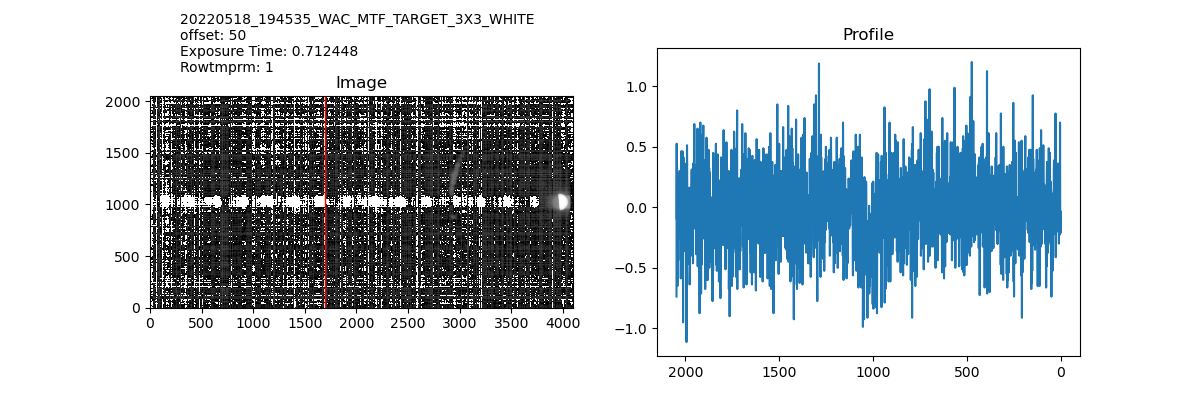 20220518_194535_WAC_MTF_TARGET_3X3_WHITE
offset: 50
Exposure Time: 0.712448
Rowtmprm: 1
Image
2000
1500
1000
500
0
0 500 1000 1500 2000 2500 3000 3500 4000
Profile
1.0
0.5
0.0
−0.5
−1.0
2000 1500 1000 500 0